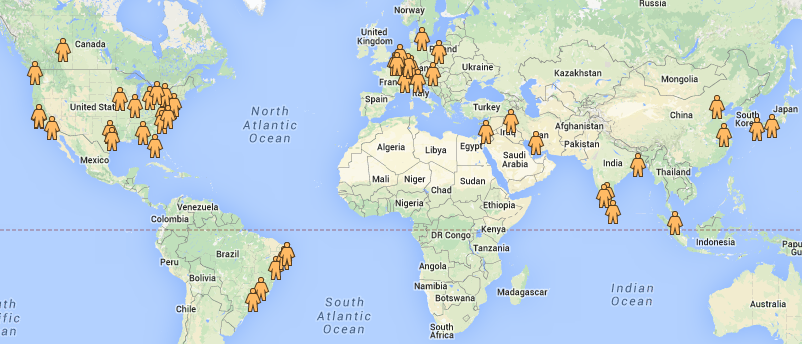 Norway
Russia
Canada
United
Kingdom
Poland
Ukraine
Kazakhstan
Mongolia
France
Italy
Spain
United States
North
Atlantic
Ocean
Turkey
Iraq
Iran
Afghanistan
Pakistan
China
South
Korea
Japan
Mexico
Algeria
Libya
Egypt
Saudi
Arabia
India
Thailand
Mali
Niger
Chad
Sudan
Nigeria
Ethiopia
Venezuela
Colombia
DR Congo
Kenya
Tanzania
Indonesia
Papua
Peru
Brazil
Bolivia
Angola
Namibia
Botswana
Madagascar
Chile
South
Atlantic
Ocean
South
Africa
Indian
Ocean
Australia